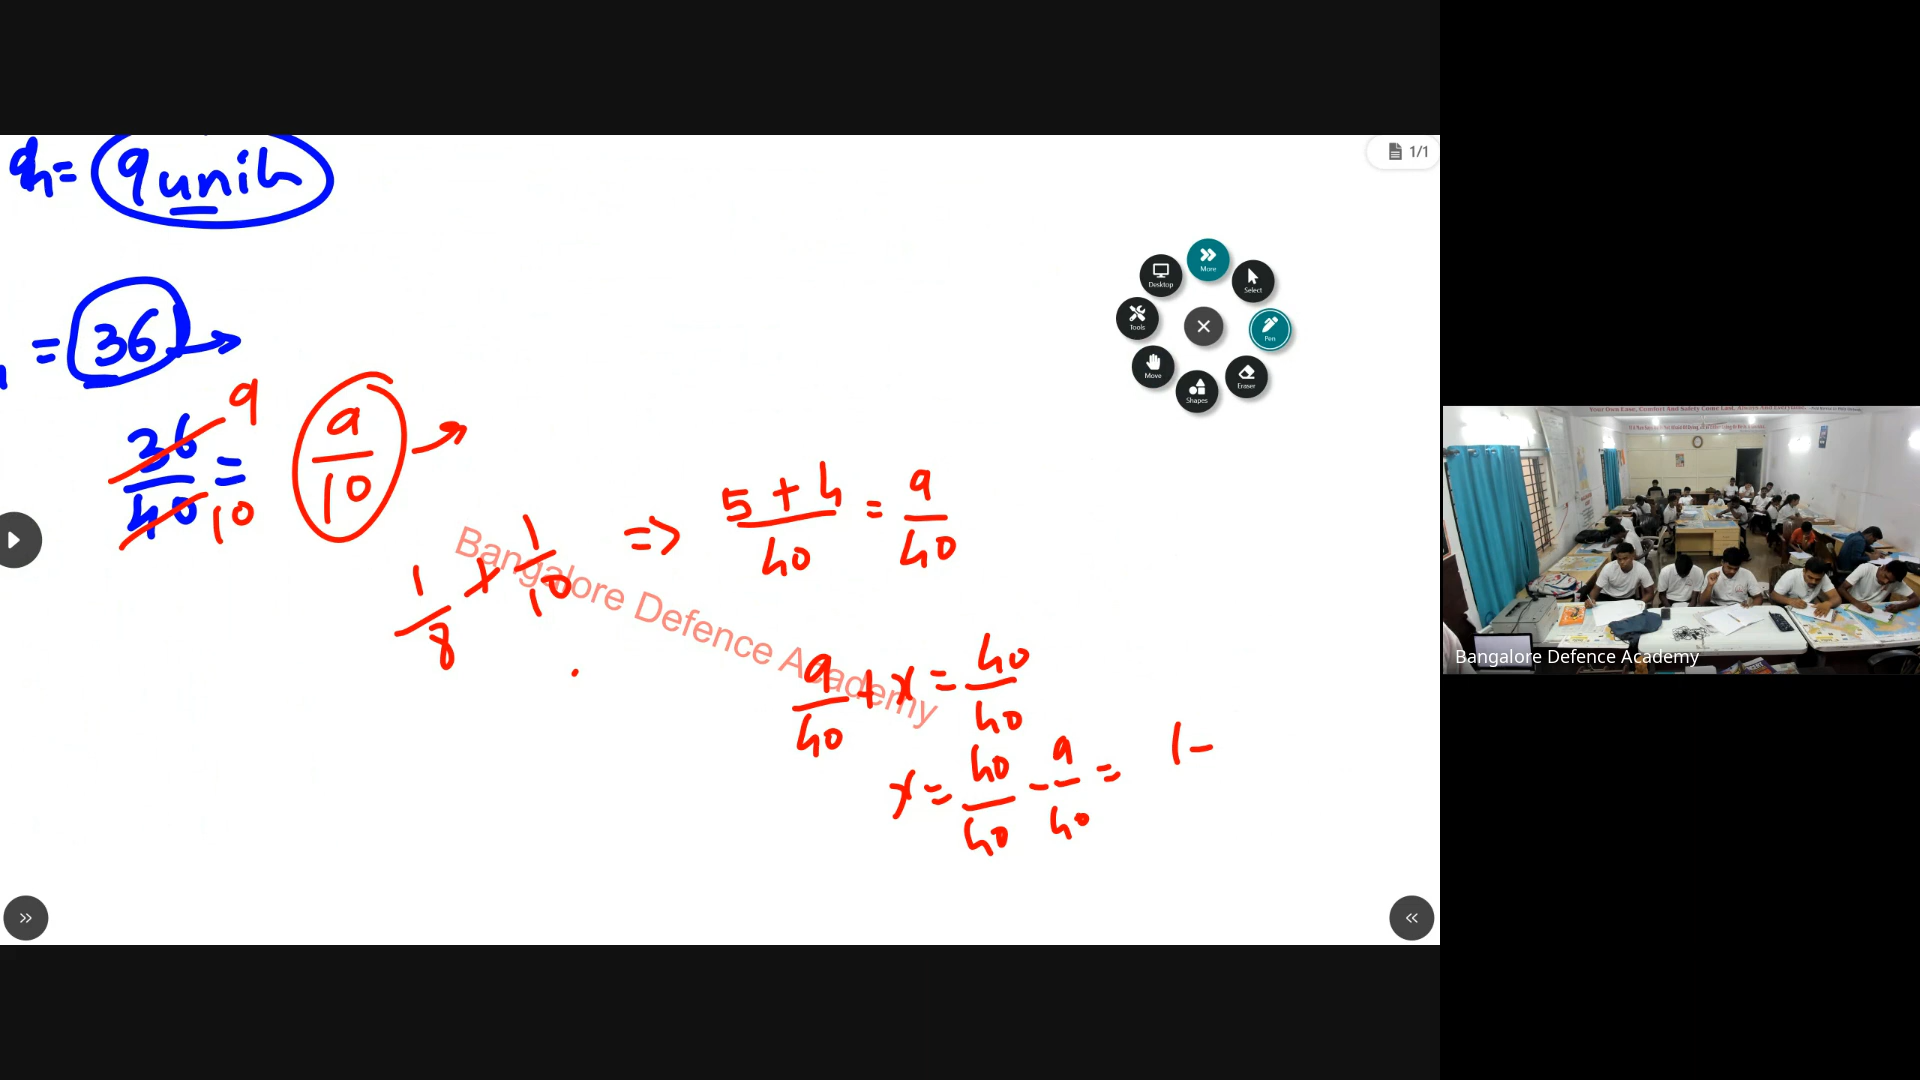 = 9 units
1/1
= 36
36/40 = 9/10
9/10
1/8 × 1/10
=> 5 + 4/40 = 9/40
9/40 + x = 40/40
x = 40/40 - 9/40 =
1-
More
Desktop
Select
Tools
Pen
Move
Eraser
Shapes
Bangalore Defence Academy
Bangalore Defence Academy